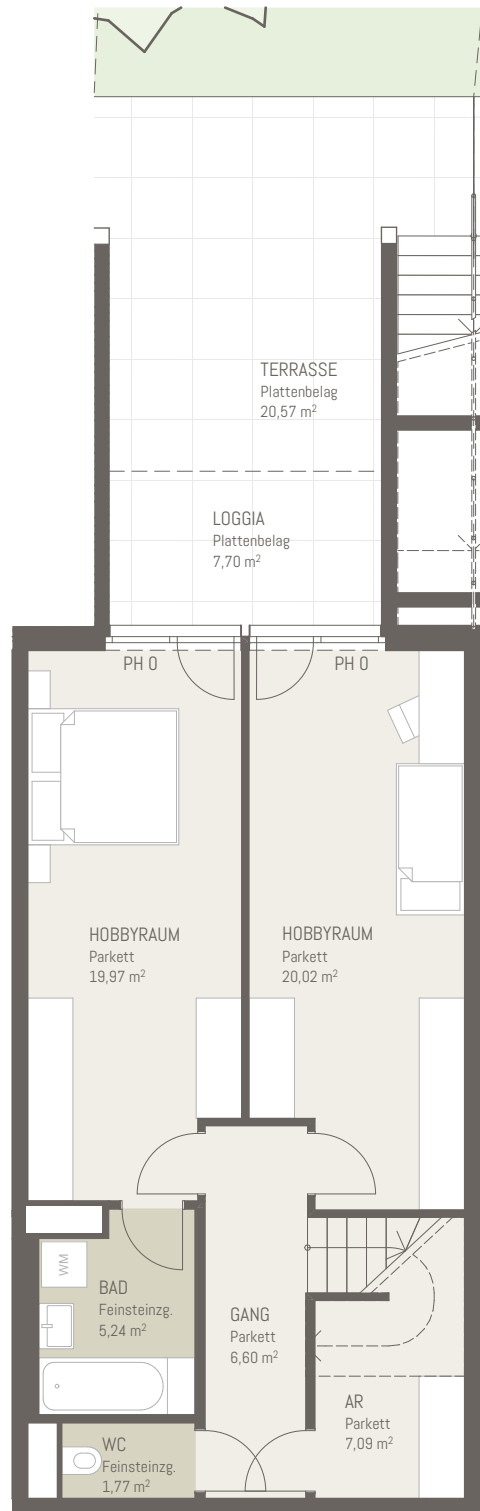 TERRASSE
Plattenbelag
20,57 m²
LOGGIA
Plattenbelag
7,70 m²
PH 0
PH 0
HOBBYRAUM
Parkett
19,97 m²
HOBBYRAUM
Parkett
20,02 m²
WM
BAD
Feinsteinzg.
5,24 m²
GANG
Parkett
6,60 m²
AR
Parkett
7,09 m²
WC
Feinsteinzg.
1,77 m²